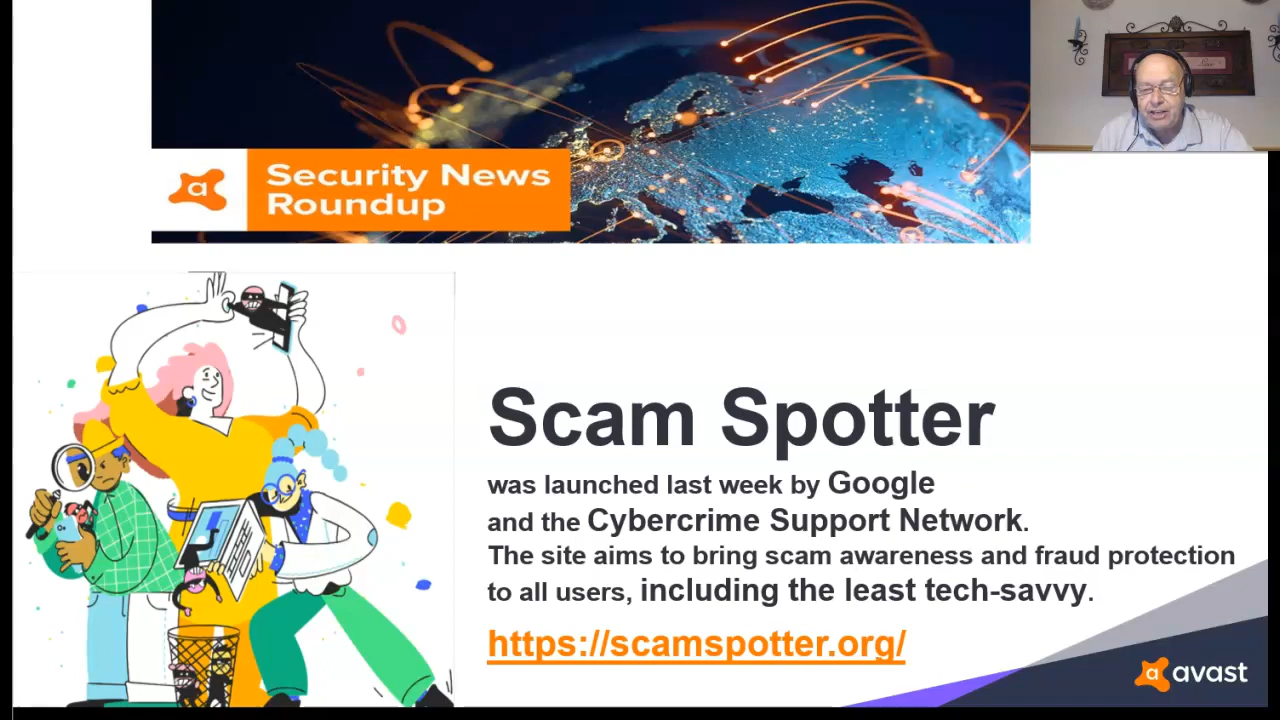 a
Security News
Roundup
Scam Spotter
was launched last week by Google
and the Cybercrime Support Network.
The site aims to bring scam awareness and fraud protection
to all users, including the least tech-savvy.
https://scamspotter.org/
a avast